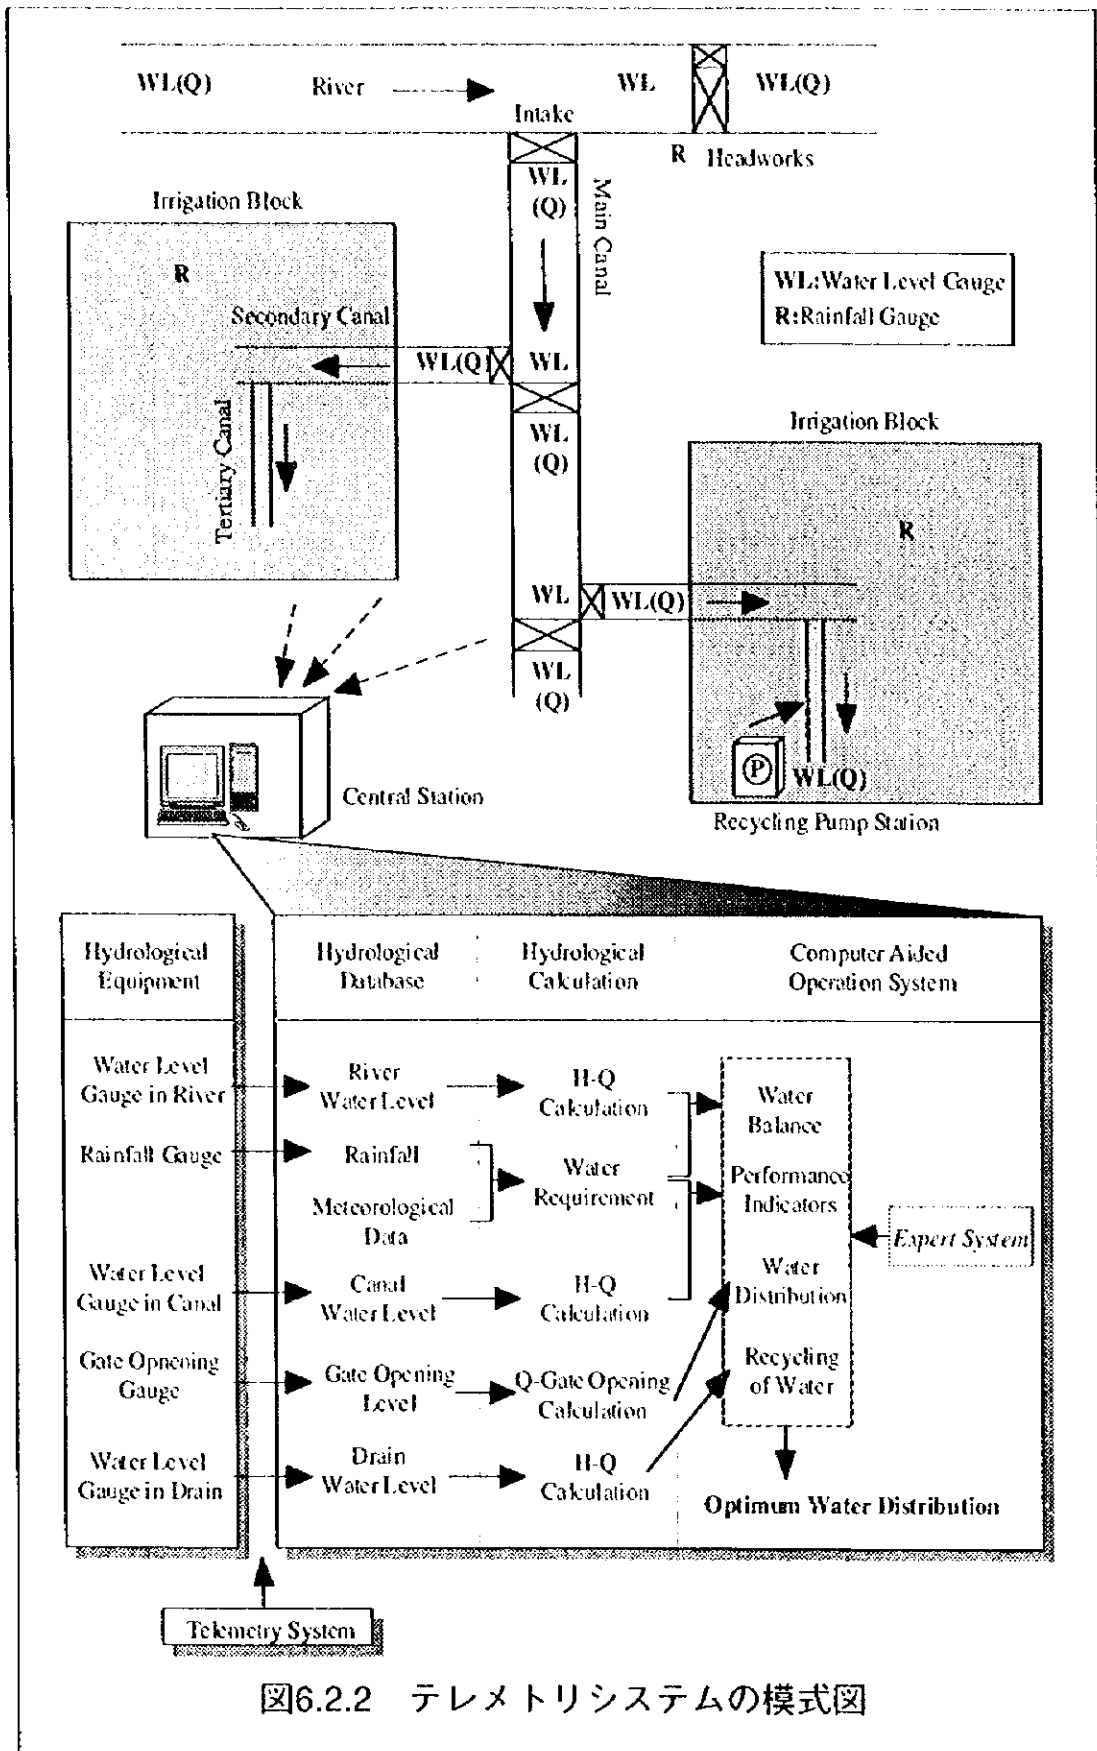 WL(Q)
River
WL
WL(Q)
Intake
R
Headworks
WL
(Q)
Main Canal
Irrigation Block
R
WL:Water Level Gauge
R:Rainfall Gauge
Secondary Canal
WL(Q)
WL
Tertiary Canal
WL
(Q)
Irrigation Block
R
WL
WL(Q)
WL
(Q)
P
WL(Q)
Central Station
Recycling Pump Station
Hydrological
Equipment
Hydrological
Database
Hydrological
Calculation
Computer Aided
Operation System
Water Level
Gauge in River
River
Water Level
H-Q
Calculation
Water
Balance
Rainfall Gauge
Rainfall
Water
Requirement
Performance
Indicators
Meteorological
Data
Expert System
Water Level
Gauge in Canal
Canal
Water Level
H-Q
Calculation
Water
Distribution
Gate Opnening
Gauge
Gate Opening
Level
Q-Gate Opening
Calculation
Recycling
of Water
Water Level
Gauge in Drain
Drain
Water Level
H-Q
Calculation
Optimum Water Distribution
Telemetry System
図6.2.2 テレメトリシステムの模式図